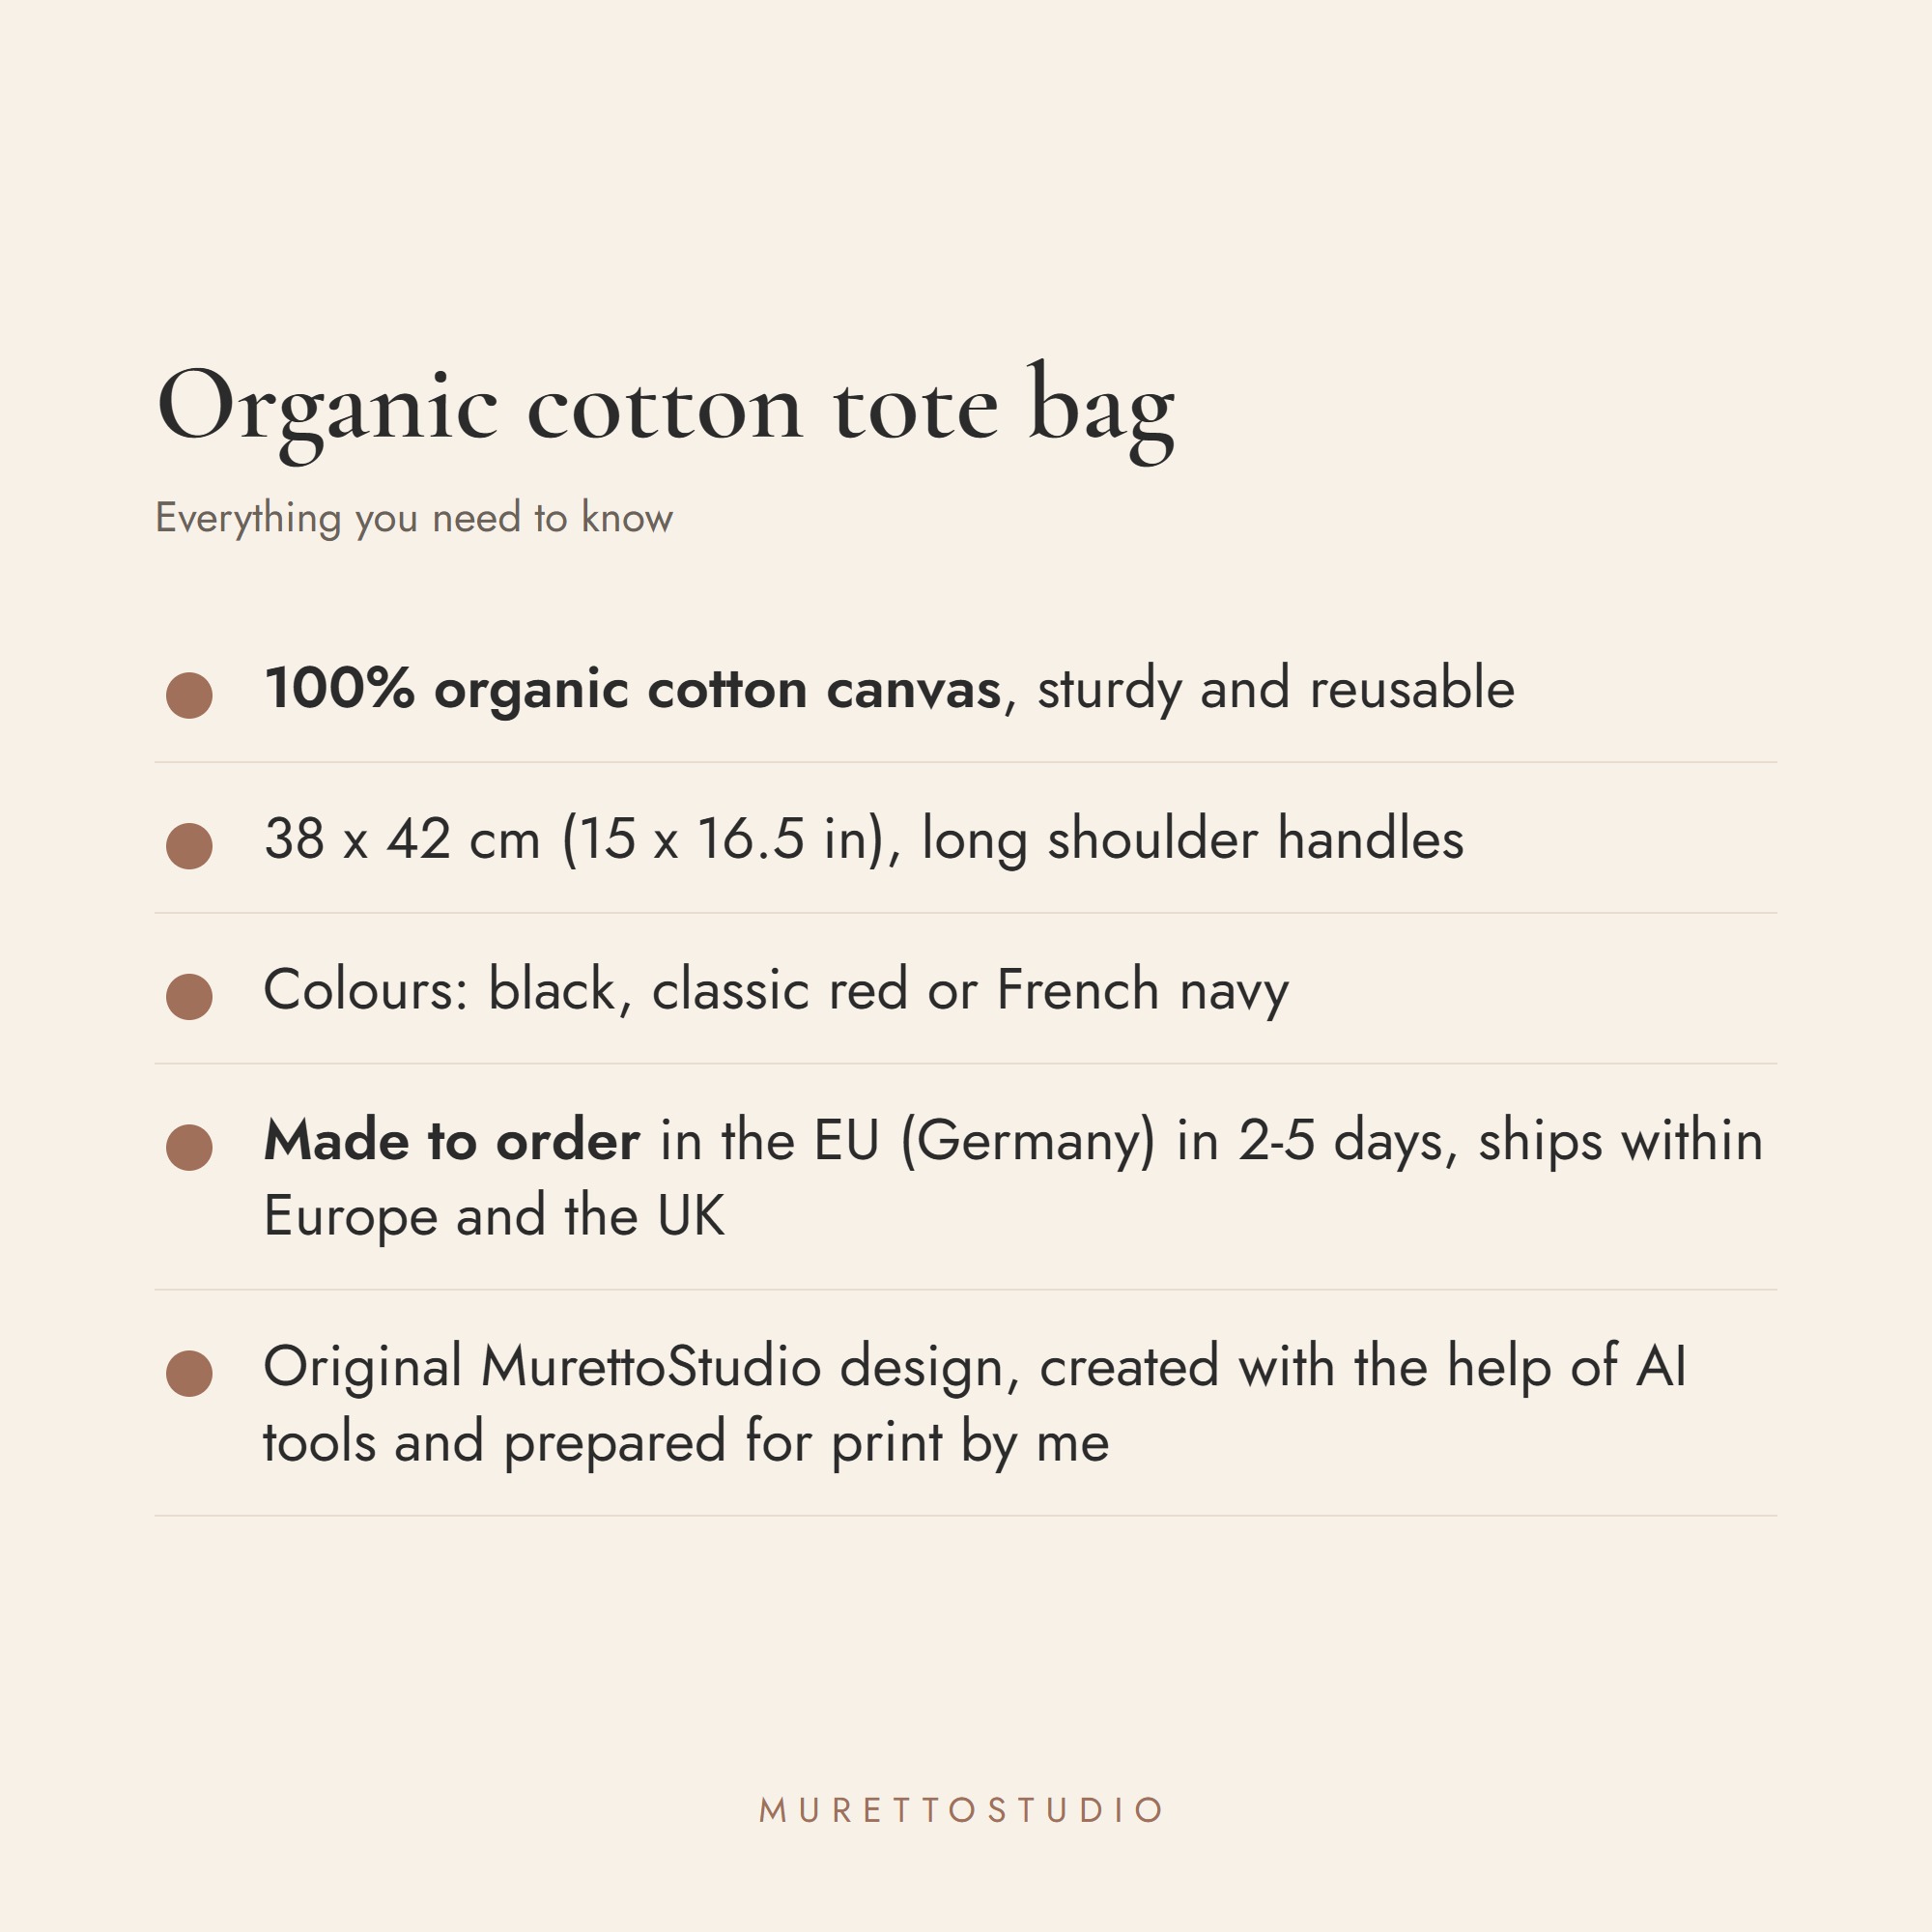 Organic cotton tote bag
Everything you need to know
100% organic cotton canvas, sturdy and reusable
38 x 42 cm (15 x 16.5 in), long shoulder handles
Colours: black, classic red or French navy
Made to order in the EU (Germany) in 2-5 days, ships within
Europe and the UK
Original MurettoStudio design, created with the help of AI
tools and prepared for print by me
MURETTOSTUDIO